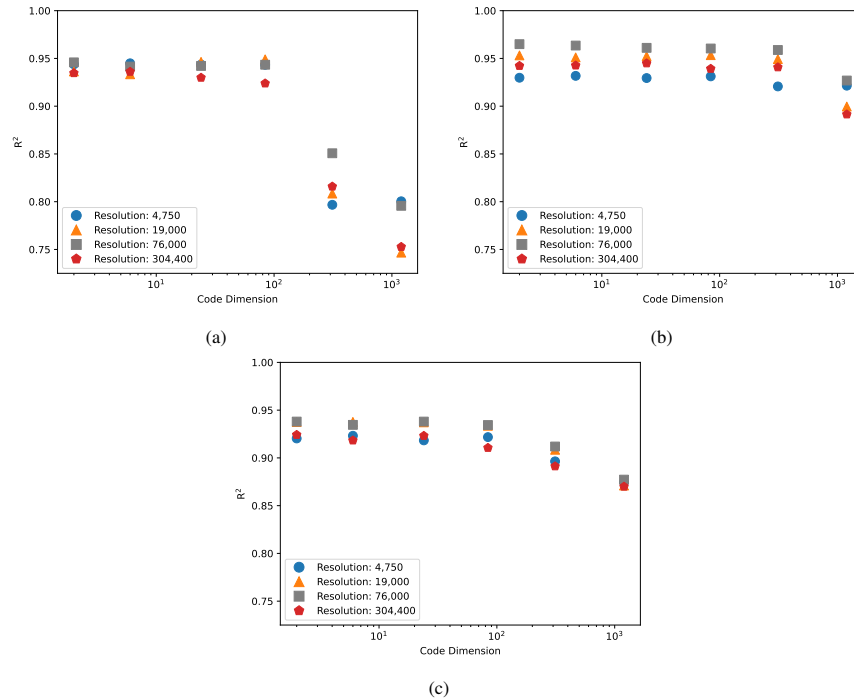 1.00
0.95
0.90
0.85
0.80
0.75
R²
Resolution: 4,750
Resolution: 19,000
Resolution: 76,000
Resolution: 304,400
10¹ 10² 10³
Code Dimension
(a)
1.00
0.95
0.90
0.85
0.80
0.75
R²
Resolution: 4,750
Resolution: 19,000
Resolution: 76,000
Resolution: 304,400
10¹ 10² 10³
Code Dimension
(b)
1.00
0.95
0.90
0.85
0.80
0.75
R²
Resolution: 4,750
Resolution: 19,000
Resolution: 76,000
Resolution: 304,400
10¹ 10² 10³
Code Dimension
(c)